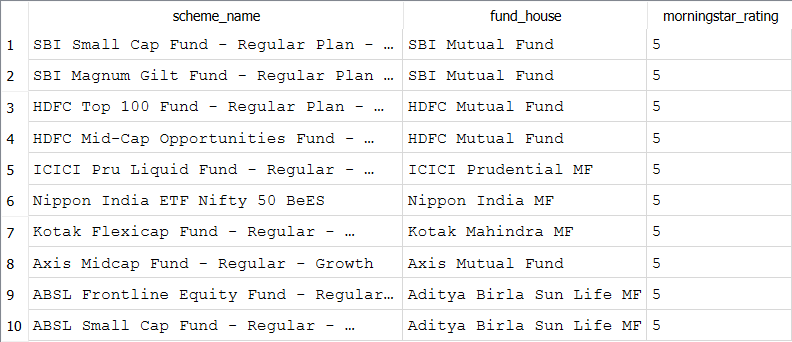 scheme_name fund_house morningstar_rating
1 SBI Small Cap Fund - Regular Plan - … SBI Mutual Fund 5
2 SBI Magnum Gilt Fund - Regular Plan … SBI Mutual Fund 5
3 HDFC Top 100 Fund - Regular Plan - … HDFC Mutual Fund 5
4 HDFC Mid-Cap Opportunities Fund - … HDFC Mutual Fund 5
5 ICICI Pru Liquid Fund - Regular - … ICICI Prudential MF 5
6 Nippon India ETF Nifty 50 BeES Nippon India MF 5
7 Kotak Flexicap Fund - Regular - … Kotak Mahindra MF 5
8 Axis Midcap Fund - Regular - Growth Axis Mutual Fund 5
9 ABSL Frontline Equity Fund - Regular… Aditya Birla Sun Life MF 5
10 ABSL Small Cap Fund - Regular - … Aditya Birla Sun Life MF 5